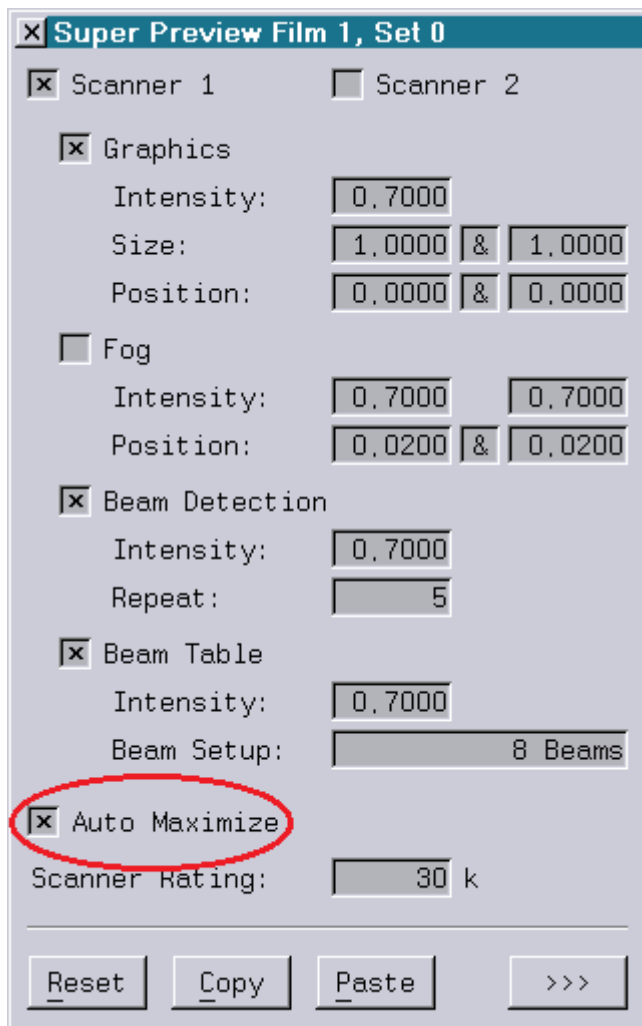 Super Preview Film 1, Set 0
Scanner 1 Scanner 2
Graphics
Intensity: 0,7000
Size: 1,0000 & 1,0000
Position: 0,0000 & 0,0000
Fog
Intensity: 0,7000 0,7000
Position: 0,0200 & 0,0200
Beam Detection
Intensity: 0,7000
Repeat: 5
Beam Table
Intensity: 0,7000
Beam Setup: 8 Beams
Auto Maximize
Scanner Rating: 30 k
Reset Copy Paste >>>